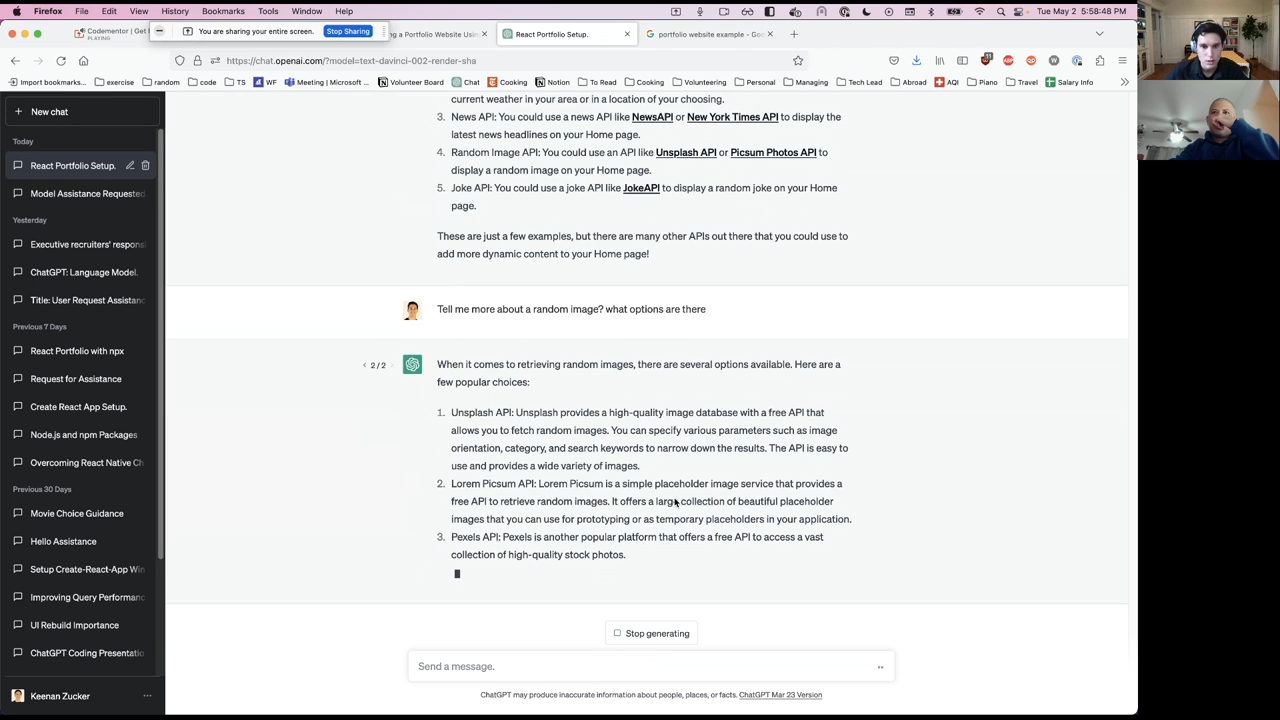 Firefox File Edit View History Bookmarks Tools Window Help
Tue May 2 5:58:48 PM
Codementor | Get
PLAYING
You are sharing your entire screen.
Stop Sharing
g a Portfolio Website Usin
React Portfolio Setup.
portfolio website example - Goo
https://chat.openai.com/?model=text-davinci-002-render-sha
11
ABP
Import bookmarks... exercise random code TS WF Meeting | Microsoft ... Volunteer Board Chat Cooking Notion To Read Cooking Volunteering Personal Managing Tech Lead Abroad AQI Piano Travel Salary Info
New chat
Today
React Portfolio Setup.
Model Assistance Requested
Yesterday
Executive recruiters' respons
ChatGPT: Language Model.
Title: User Request Assistanc
Previous 7 Days
React Portfolio with npx
Request for Assistance
Create React App Setup.
Node.js and npm Packages
Overcoming React Native Ch
Previous 30 Days
Movie Choice Guidance
Hello Assistance
Setup Create-React-App Win
Improving Query Performanc
UI Rebuild Importance
ChatGPT Coding Presentatio
Keenan Zucker
current weather in your area or in a location of your choosing.
3. News API: You could use a news API like NewsAPI or New York Times API to display the
latest news headlines on your Home page.
4. Random Image API: You could use an API like Unsplash API or Picsum Photos API to
display a random image on your Home page.
5. Joke API: You could use a joke API like JokeAPI to display a random joke on your Home
page.
These are just a few examples, but there are many other APIs out there that you could use to
add more dynamic content to your Home page!
Tell me more about a random image? what options are there
2 / 2
When it comes to retrieving random images, there are several options available. Here are a
few popular choices:
1. Unsplash API: Unsplash provides a high-quality image database with a free API that
allows you to fetch random images. You can specify various parameters such as image
orientation, category, and search keywords to narrow down the results. The API is easy to
use and provides a wide variety of images.
2. Lorem Picsum API: Lorem Picsum is a simple placeholder image service that provides a
free API to retrieve random images. It offers a large collection of beautiful placeholder
images that you can use for prototyping or as temporary placeholders in your application.
3. Pexels API: Pexels is another popular platform that offers a free API to access a vast
collection of high-quality stock photos.
Stop generating
Send a message.
ChatGPT may produce inaccurate information about people, places, or facts. ChatGPT Mar 23 Version